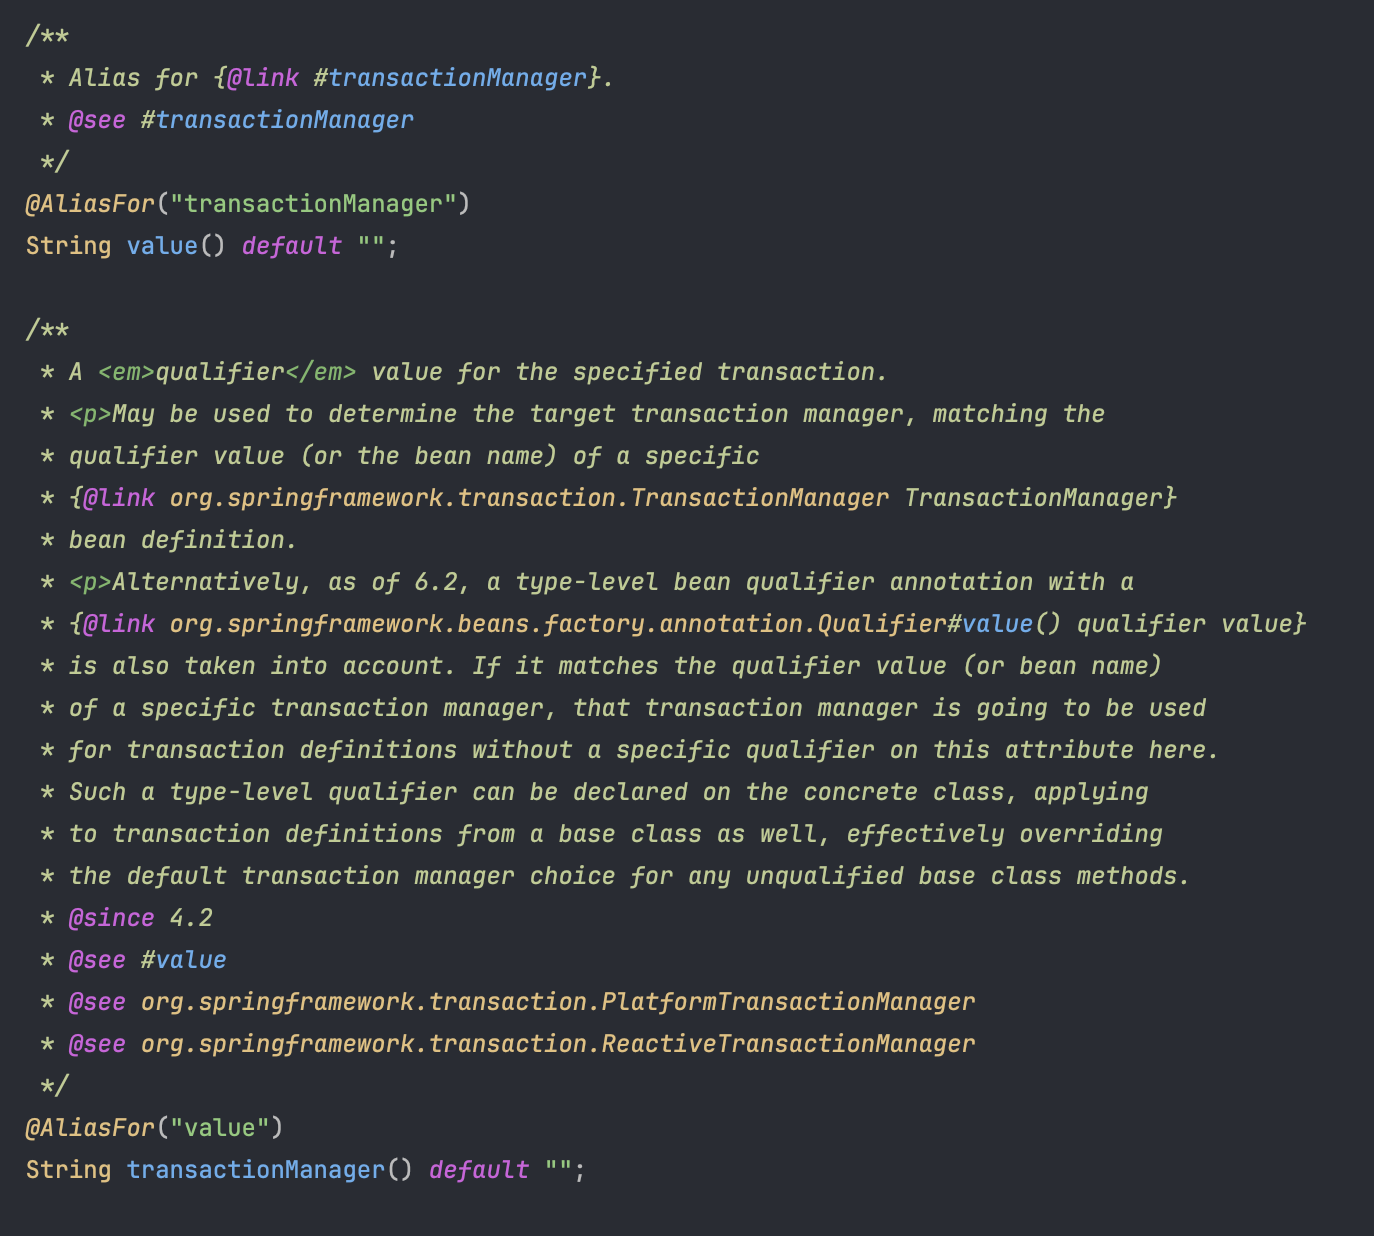 /**
 * Alias for {@link #transactionManager}.
 * @see #transactionManager
 */
@AliasFor("transactionManager")
String value() default "";

/**
 * A <em>qualifier</em> value for the specified transaction.
 * <p>May be used to determine the target transaction manager, matching the
 * qualifier value (or the bean name) of a specific
 * {@link org.springframework.transaction.TransactionManager TransactionManager}
 * bean definition.
 * <p>Alternatively, as of 6.2, a type-level bean qualifier annotation with a
 * {@link org.springframework.beans.factory.annotation.Qualifier#value() qualifier value}
 * is also taken into account. If it matches the qualifier value (or bean name)
 * of a specific transaction manager, that transaction manager is going to be used
 * for transaction definitions without a specific qualifier on this attribute here.
 * Such a type-level qualifier can be declared on the concrete class, applying
 * to transaction definitions from a base class as well, effectively overriding
 * the default transaction manager choice for any unqualified base class methods.
 * @since 4.2
 * @see #value
 * @see org.springframework.transaction.PlatformTransactionManager
 * @see org.springframework.transaction.ReactiveTransactionManager
 */
@AliasFor("value")
String transactionManager() default "";